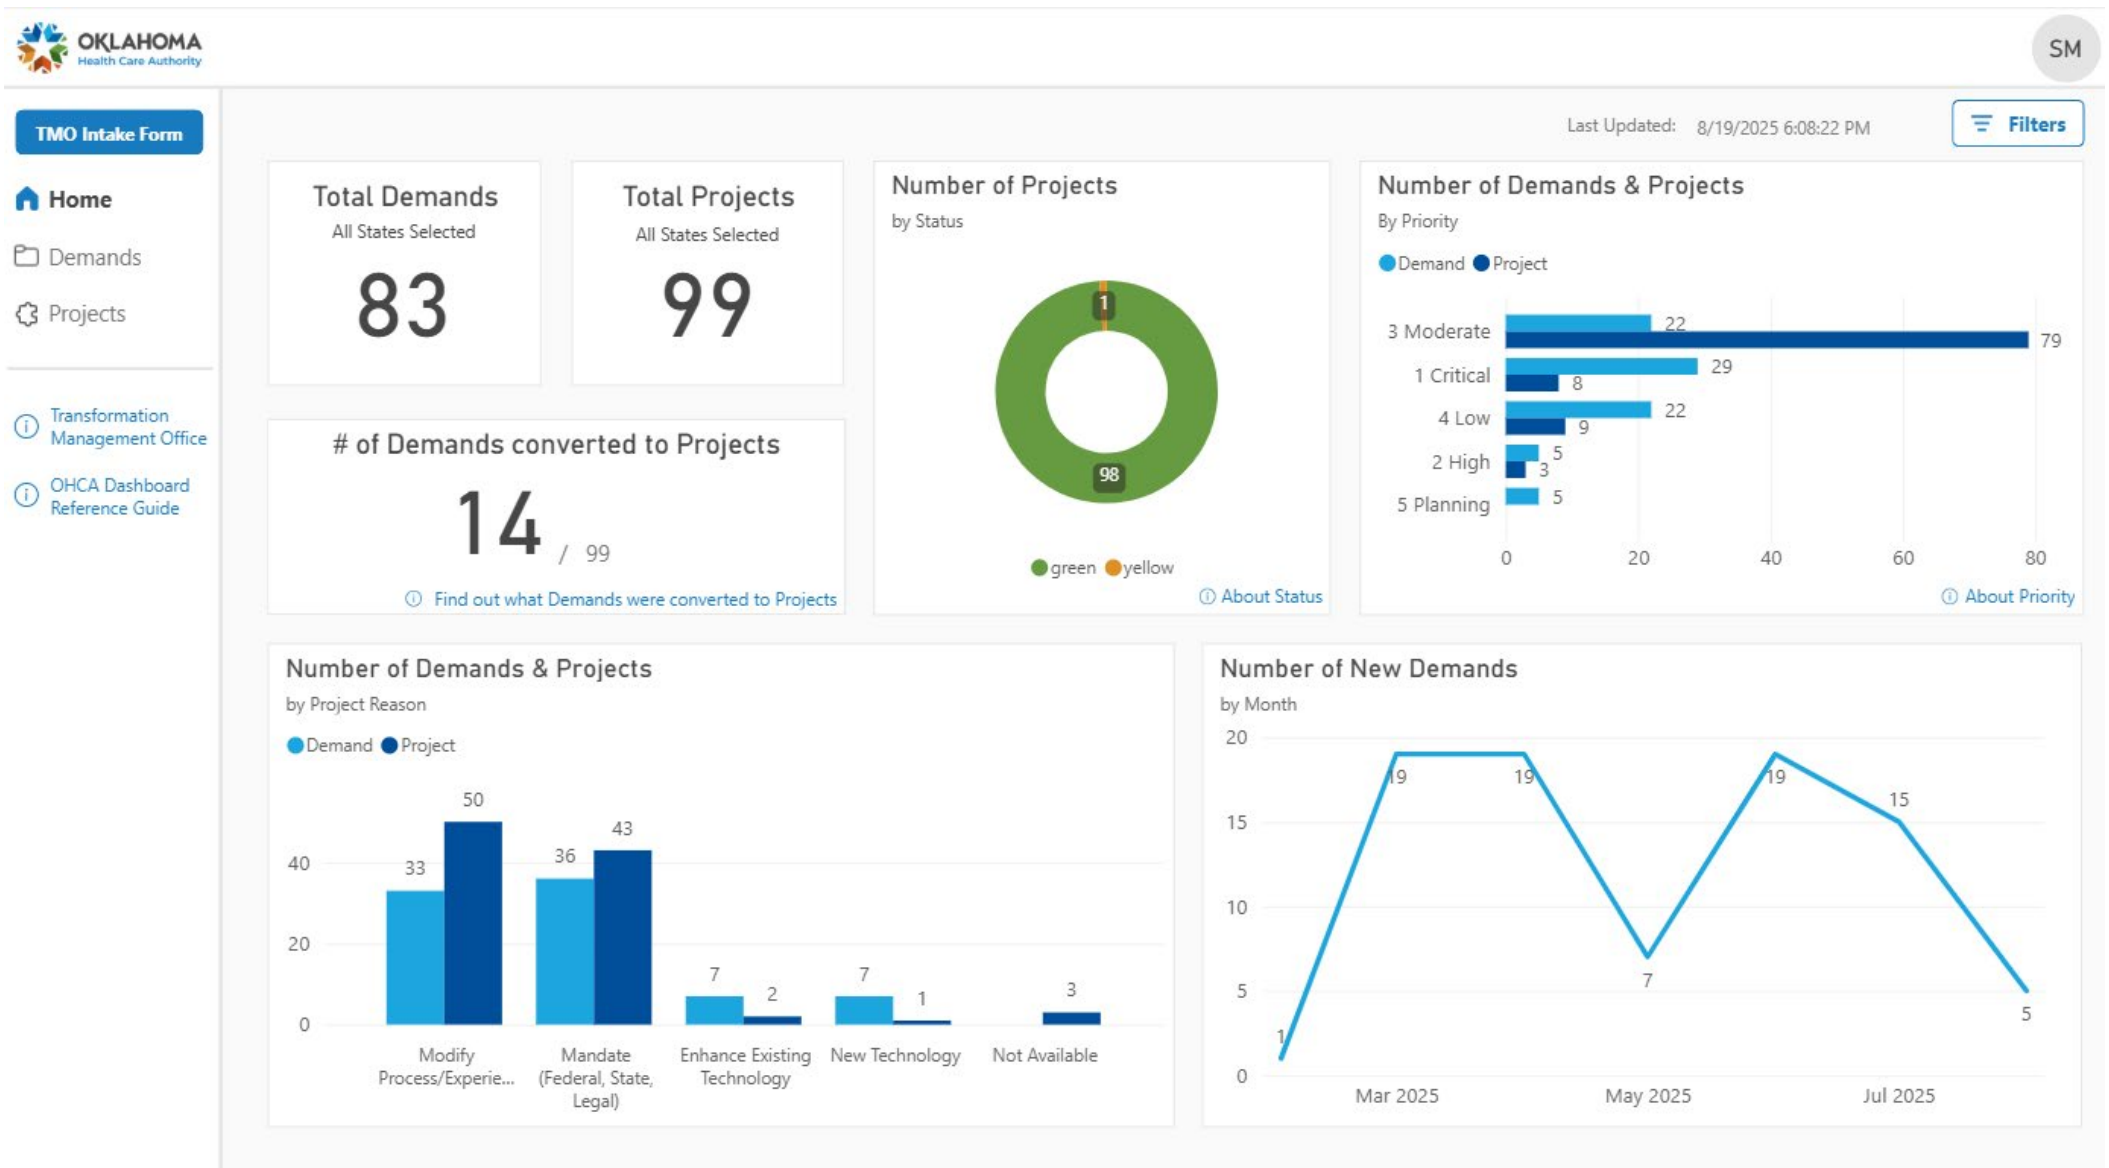 OKLAHOMA
Health Care Authority
SM
TMO Intake Form
Home
Demands
Projects
Transformation
Management Office
OHCA Dashboard
Reference Guide
Last Updated: 8/19/2025 6:08:22 PM
Filters
Total Demands
All States Selected
83
Total Projects
All States Selected
99
# of Demands converted to Projects
14 / 99
Find out what Demands were converted to Projects
Number of Projects
by Status
1
98
green yellow
About Status
Number of Demands & Projects
By Priority
Demand Project
3 Moderate 22 79
1 Critical 29 8
4 Low 22 9
2 High 5 3
5 Planning 5
0 20 40 60 80
About Priority
Number of Demands & Projects
by Project Reason
Demand Project
40
20
0
33 50
36 43
7 2
7 1
3
Modify
Process/Experie...
Mandate
(Federal, State,
Legal)
Enhance Existing
Technology
New Technology
Not Available
Number of New Demands
by Month
20
15
10
5
0
1 19 19 7 19 15 5
Mar 2025 May 2025 Jul 2025